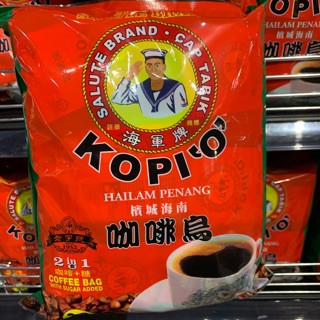 SALUTE BRAND • CAP TABIK
海軍牌
KOPI 'O'
HAILAM PENANG
檳城海南
咖啡烏
2 in 1
咖啡+糖
COFFEE BAG
WITH SUGAR ADDED